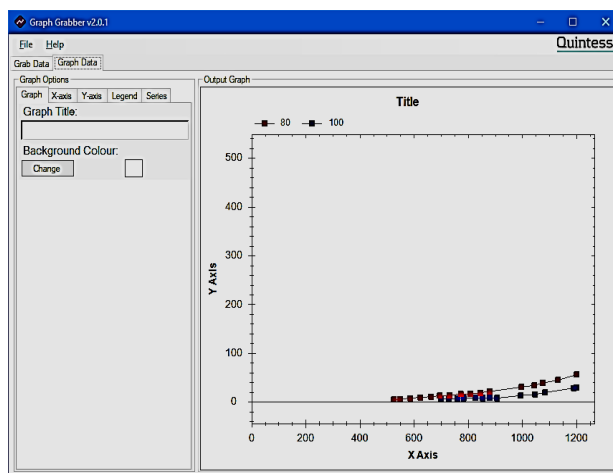 Graph Grabber v2.0.1
File Help
Quintess
Grab Data Graph Data
Graph Options
Graph X-axis Y-axis Legend Series
Graph Title:
Background Colour:
Change
Output Graph
Title
80 100
500
400
300
200
100
0
Y Axis
0 200 400 600 800 1000 1200
X Axis